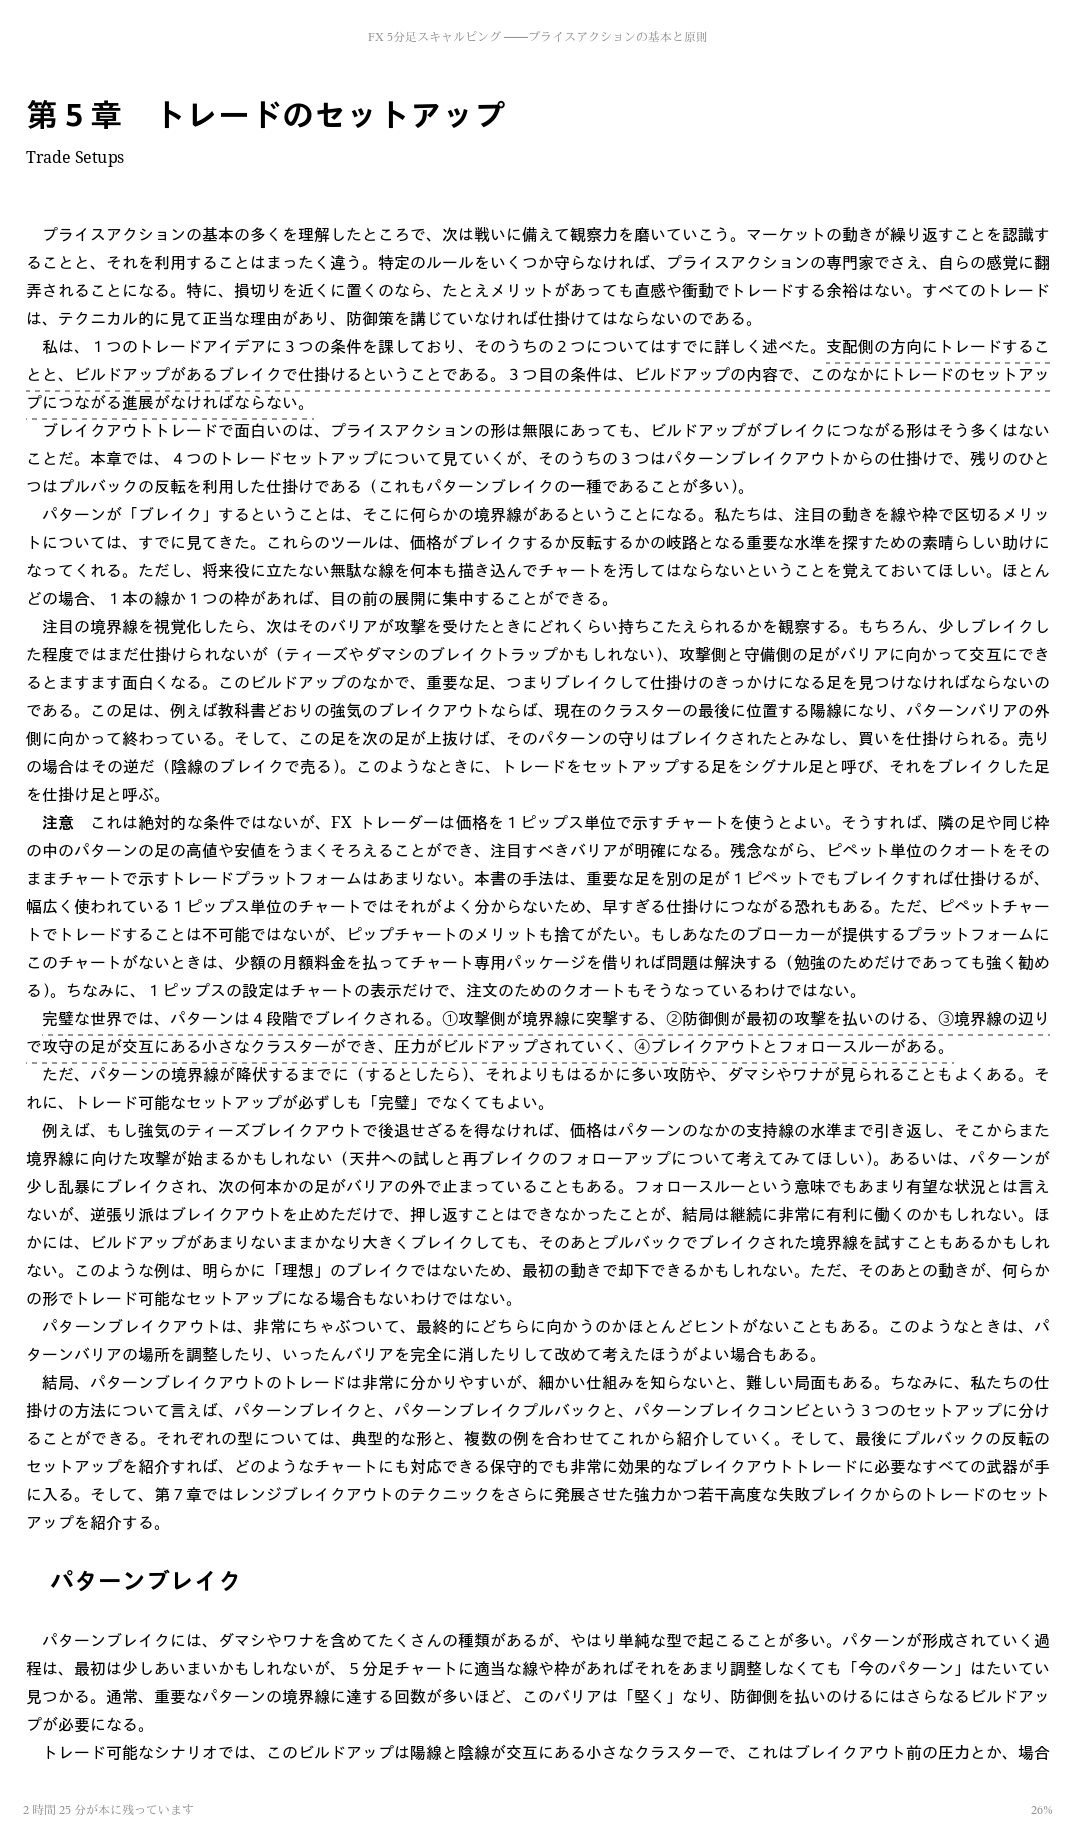 FX 5分足スキャルピング ――プライスアクションの基本と原則
第５章　トレードのセットアップ
Trade Setups
　プライスアクションの基本の多くを理解したところで、次は戦いに備えて観察力を磨いていこう。マーケットの動きが繰り返すことを認識す
ることと、それを利用することはまったく違う。特定のルールをいくつか守らなければ、プライスアクションの専門家でさえ、自らの感覚に翻
弄されることになる。特に、損切りを近くに置くのなら、たとえメリットがあっても直感や衝動でトレードする余裕はない。すべてのトレード
は、テクニカル的に見て正当な理由があり、防御策を講じていなければ仕掛けてはならないのである。
　私は、１つのトレードアイデアに３つの条件を課しており、そのうちの２つについてはすでに詳しく述べた。支配側の方向にトレードするこ
とと、ビルドアップがあるブレイクで仕掛けるということである。３つ目の条件は、ビルドアップの内容で、このなかにトレードのセットアッ
プにつながる進展がなければならない。
　ブレイクアウトトレードで面白いのは、プライスアクションの形は無限にあっても、ビルドアップがブレイクにつながる形はそう多くはない
ことだ。本章では、４つのトレードセットアップについて見ていくが、そのうちの３つはパターンブレイクアウトからの仕掛けで、残りのひと
つはプルバックの反転を利用した仕掛けである（これもパターンブレイクの一種であることが多い）。
　パターンが「ブレイク」するということは、そこに何らかの境界線があるということになる。私たちは、注目の動きを線や枠で区切るメリッ
トについては、すでに見てきた。これらのツールは、価格がブレイクするか反転するかの岐路となる重要な水準を探すための素晴らしい助けに
なってくれる。ただし、将来役に立たない無駄な線を何本も描き込んでチャートを汚してはならないということを覚えておいてほしい。ほとん
どの場合、１本の線か１つの枠があれば、目の前の展開に集中することができる。
　注目の境界線を視覚化したら、次はそのバリアが攻撃を受けたときにどれくらい持ちこたえられるかを観察する。もちろん、少しブレイクし
た程度ではまだ仕掛けられないが（ティーズやダマシのブレイクトラップかもしれない）、攻撃側と守備側の足がバリアに向かって交互にでき
るとますます面白くなる。このビルドアップのなかで、重要な足、つまりブレイクして仕掛けのきっかけになる足を見つけなければならないの
である。この足は、例えば教科書どおりの強気のブレイクアウトならば、現在のクラスターの最後に位置する陽線になり、パターンバリアの外
側に向かって終わっている。そして、この足を次の足が上抜けば、そのパターンの守りはブレイクされたとみなし、買いを仕掛けられる。売り
の場合はその逆だ（陰線のブレイクで売る）。このようなときに、トレードをセットアップする足をシグナル足と呼び、それをブレイクした足
を仕掛け足と呼ぶ。
　注意　これは絶対的な条件ではないが、FX トレーダーは価格を１ピップス単位で示すチャートを使うとよい。そうすれば、隣の足や同じ枠
の中のパターンの足の高値や安値をうまくそろえることができ、注目すべきバリアが明確になる。残念ながら、ピペット単位のクオートをその
ままチャートで示すトレードプラットフォームはあまりない。本書の手法は、重要な足を別の足が１ピペットでもブレイクすれば仕掛けるが、
幅広く使われている１ピップス単位のチャートではそれがよく分からないため、早すぎる仕掛けにつながる恐れもある。ただ、ピペットチャー
トでトレードすることは不可能ではないが、ピップチャートのメリットも捨てがたい。もしあなたのブローカーが提供するプラットフォームに
このチャートがないときは、少額の月額料金を払ってチャート専用パッケージを借りれば問題は解決する（勉強のためだけであっても強く勧め
る）。ちなみに、１ピップスの設定はチャートの表示だけで、注文のためのクオートもそうなっているわけではない。
　完璧な世界では、パターンは４段階でブレイクされる。①攻撃側が境界線に突撃する、②防御側が最初の攻撃を払いのける、③境界線の辺り
で攻守の足が交互にある小さなクラスターができ、圧力がビルドアップされていく、④ブレイクアウトとフォロースルーがある。
　ただ、パターンの境界線が降伏するまでに（するとしたら）、それよりもはるかに多い攻防や、ダマシやワナが見られることもよくある。そ
れに、トレード可能なセットアップが必ずしも「完璧」でなくてもよい。
　例えば、もし強気のティーズブレイクアウトで後退せざるを得なければ、価格はパターンのなかの支持線の水準まで引き返し、そこからまた
境界線に向けた攻撃が始まるかもしれない（天井への試しと再ブレイクのフォローアップについて考えてみてほしい）。あるいは、パターンが
少し乱暴にブレイクされ、次の何本かの足がバリアの外で止まっていることもある。フォロースルーという意味でもあまり有望な状況とは言え
ないが、逆張り派はブレイクアウトを止めただけで、押し返すことはできなかったことが、結局は継続に非常に有利に働くのかもしれない。ほ
かには、ビルドアップがあまりないままかなり大きくブレイクしても、そのあとプルバックでブレイクされた境界線を試すこともあるかもしれ
ない。このような例は、明らかに「理想」のブレイクではないため、最初の動きで却下できるかもしれない。ただ、そのあとの動きが、何らか
の形でトレード可能なセットアップになる場合もないわけではない。
　パターンブレイクアウトは、非常にちゃぶついて、最終的にどちらに向かうのかほとんどヒントがないこともある。このようなときは、パ
ターンバリアの場所を調整したり、いったんバリアを完全に消したりして改めて考えたほうがよい場合もある。
　結局、パターンブレイクアウトのトレードは非常に分かりやすいが、細かい仕組みを知らないと、難しい局面もある。ちなみに、私たちの仕
掛けの方法について言えば、パターンブレイクと、パターンブレイクプルバックと、パターンブレイクコンビという３つのセットアップに分け
ることができる。それぞれの型については、典型的な形と、複数の例を合わせてこれから紹介していく。そして、最後にプルバックの反転の
セットアップを紹介すれば、どのようなチャートにも対応できる保守的でも非常に効果的なブレイクアウトトレードに必要なすべての武器が手
に入る。そして、第７章ではレンジブレイクアウトのテクニックをさらに発展させた強力かつ若干高度な失敗ブレイクからのトレードのセット
アップを紹介する。
パターンブレイク
　パターンブレイクには、ダマシやワナを含めてたくさんの種類があるが、やはり単純な型で起こることが多い。パターンが形成されていく過
程は、最初は少しあいまいかもしれないが、５分足チャートに適当な線や枠があればそれをあまり調整しなくても「今のパターン」はたいてい
見つかる。通常、重要なパターンの境界線に達する回数が多いほど、このバリアは「堅く」なり、防御側を払いのけるにはさらなるビルドアッ
プが必要になる。
　トレード可能なシナリオでは、このビルドアップは陽線と陰線が交互にある小さなクラスターで、これはブレイクアウト前の圧力とか、場合
2 時間 25 分が本に残っています
26%